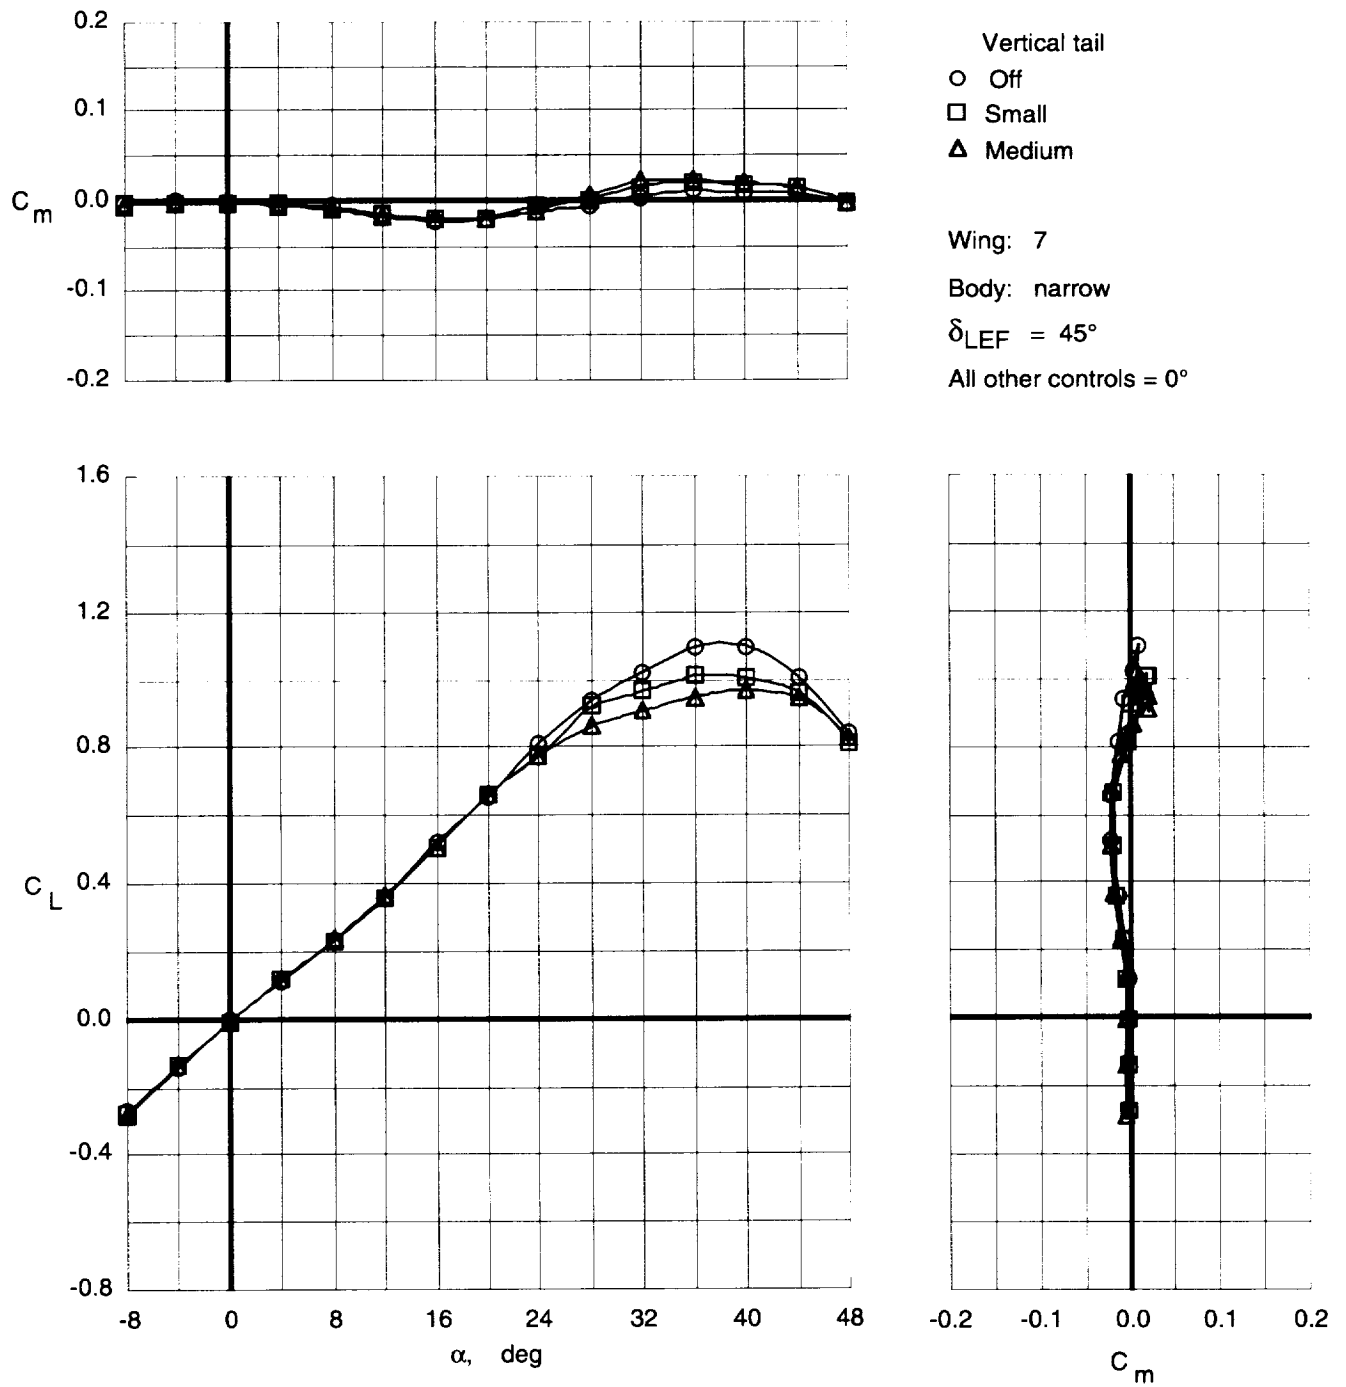 0.2
0.1
C m 0.0
-0.1
-0.2
Vertical tail
Off
Small
Medium
Wing: 7
Body: narrow
δLEF = 45°
All other controls = 0°
1.6
1.2
0.8
C L 0.4
0.0
-0.4
-0.8
-8 0 8 16 24 32 40 48
α, deg
-0.2 -0.1 0.0 0.1 0.2
C m